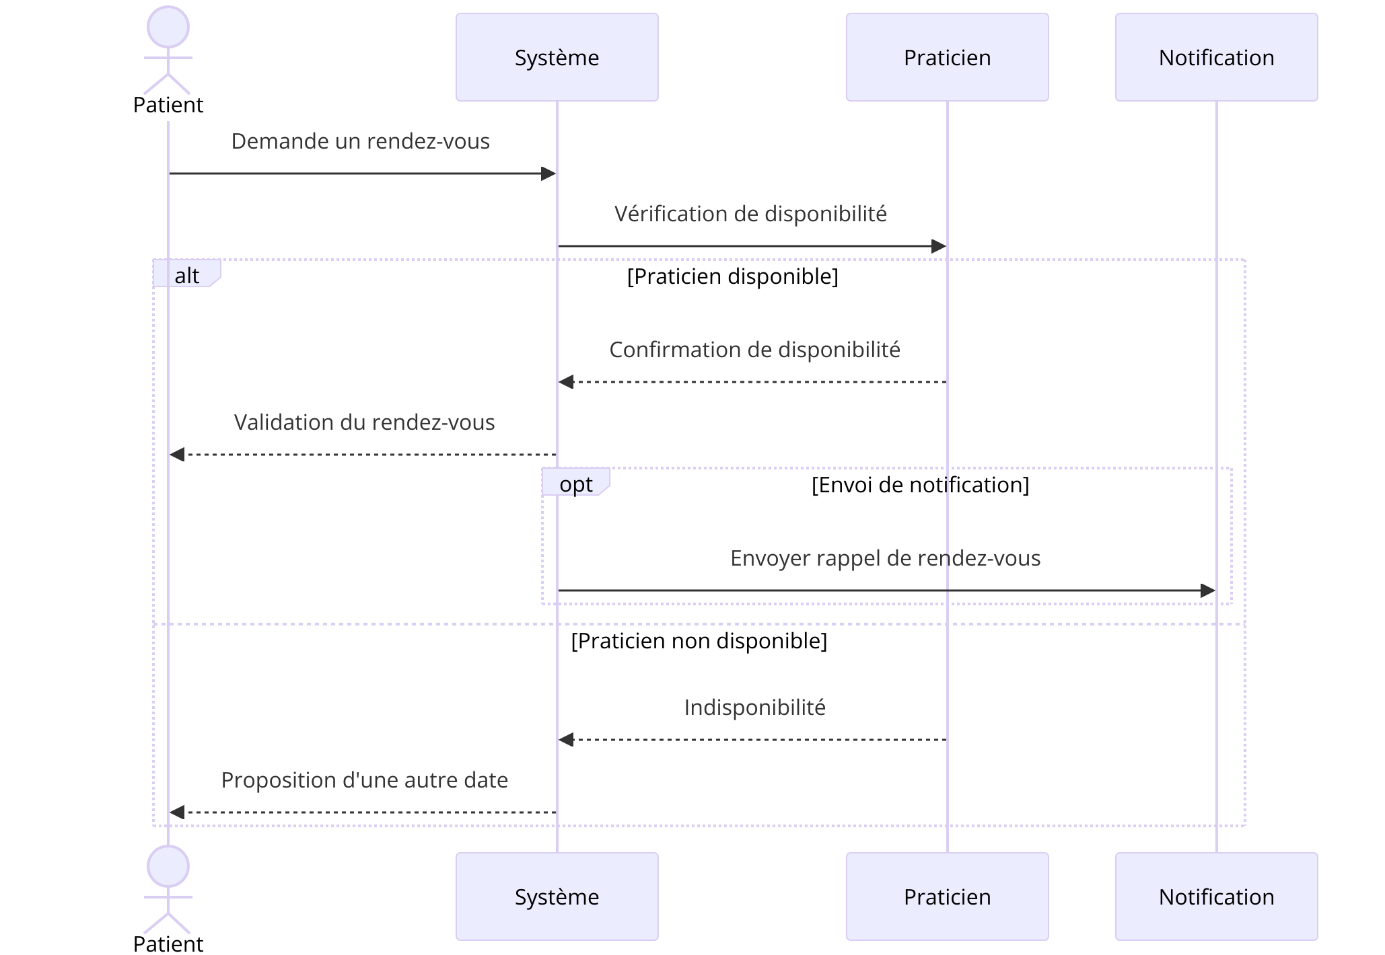 Système
Praticien
Notification
Patient
Demande un rendez-vous
Vérification de disponibilité
alt
[Praticien disponible]
Confirmation de disponibilité
Validation du rendez-vous
opt
[Envoi de notification]
Envoyer rappel de rendez-vous
[Praticien non disponible]
Indisponibilité
Proposition d'une autre date
Système
Praticien
Notification
Patient